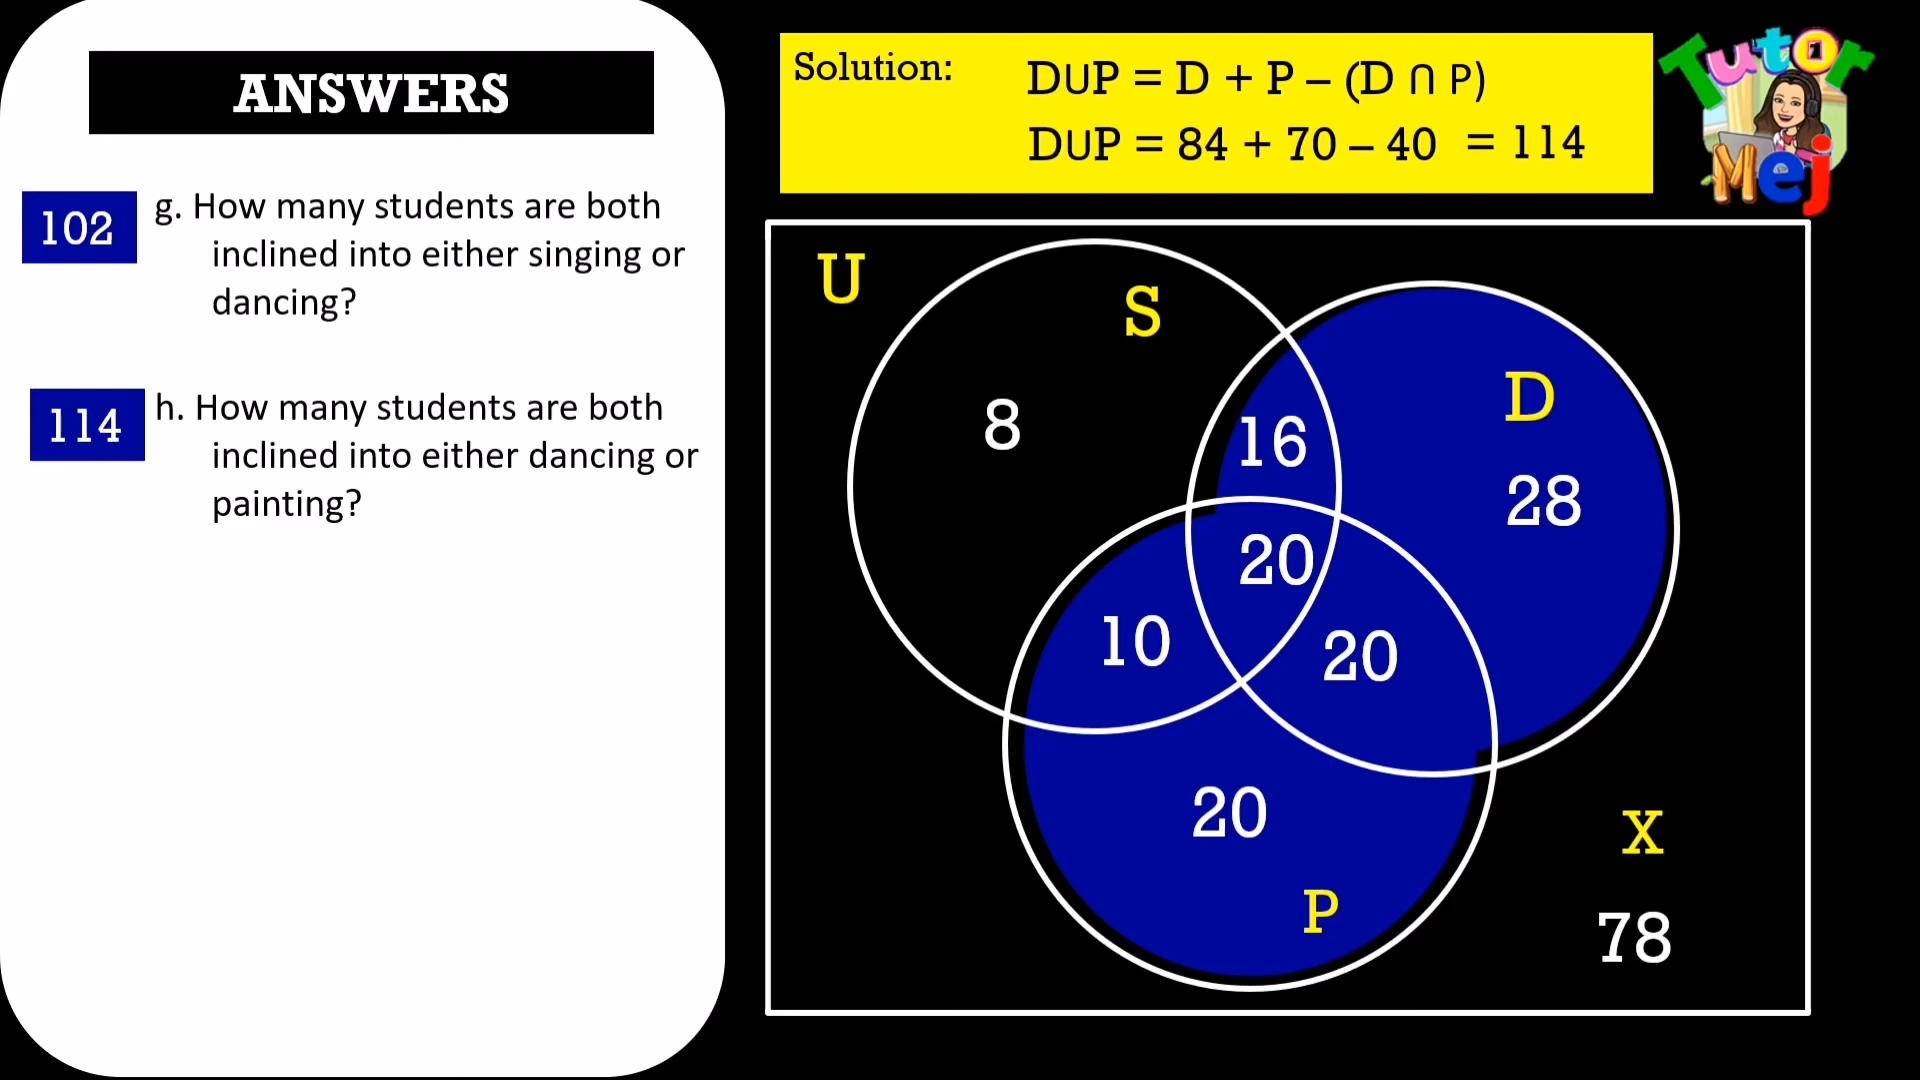 ANSWERS
102
g. How many students are both
inclined into either singing or
dancing?
114
h. How many students are both
inclined into either dancing or
painting?
Solution:
D∪P = D + P – (D ∩ P)
D∪P = 84 + 70 – 40 = 114
Tutor
Mej
U
S
D
8
16
28
20
10
20
20
P
X
78